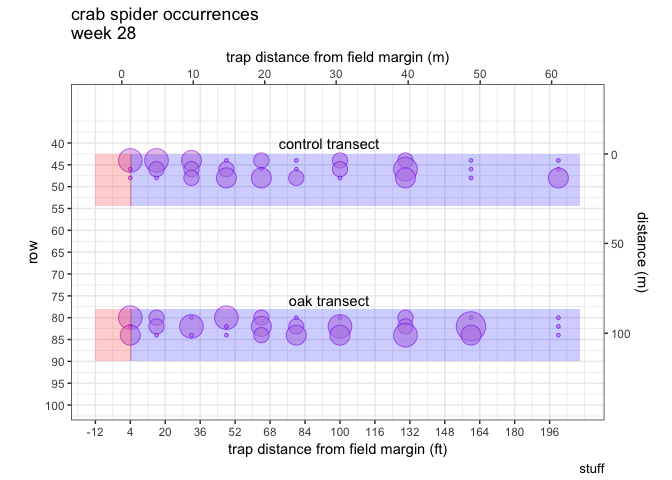 crab spider occurrences
week 28
trap distance from field margin (m)
0 10 20 30 40 50 60
control transect
oak transect
row
40
45
50
55
60
65
70
75
80
85
90
95
100
0
50
100
distance (m)
-12 4 20 36 52 68 84 100 116 132 148 164 180 196
trap distance from field margin (ft)
stuff